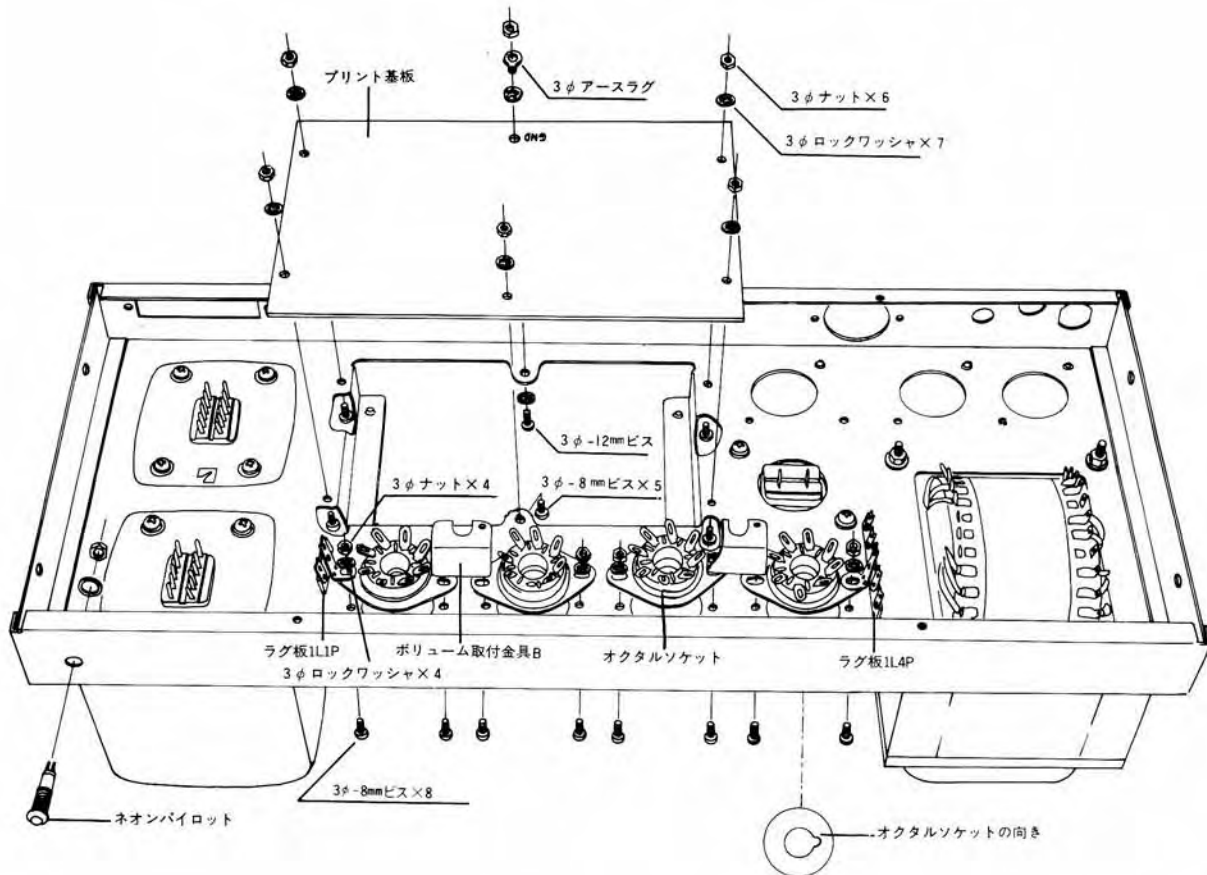 プリント基板
3φアースラグ
3φナット×6
3φロックワッシャ×7
GND
3φ-12mmビス
3φナット×4
3φ-8mmビス×5
ラグ板1L1P
ボリューム取付金具B
オクタルソケット
ラグ板1L4P
3φロックワッシャ×4
3φ-8mmビス×8
ネオンパイロット
オクタルソケットの向き